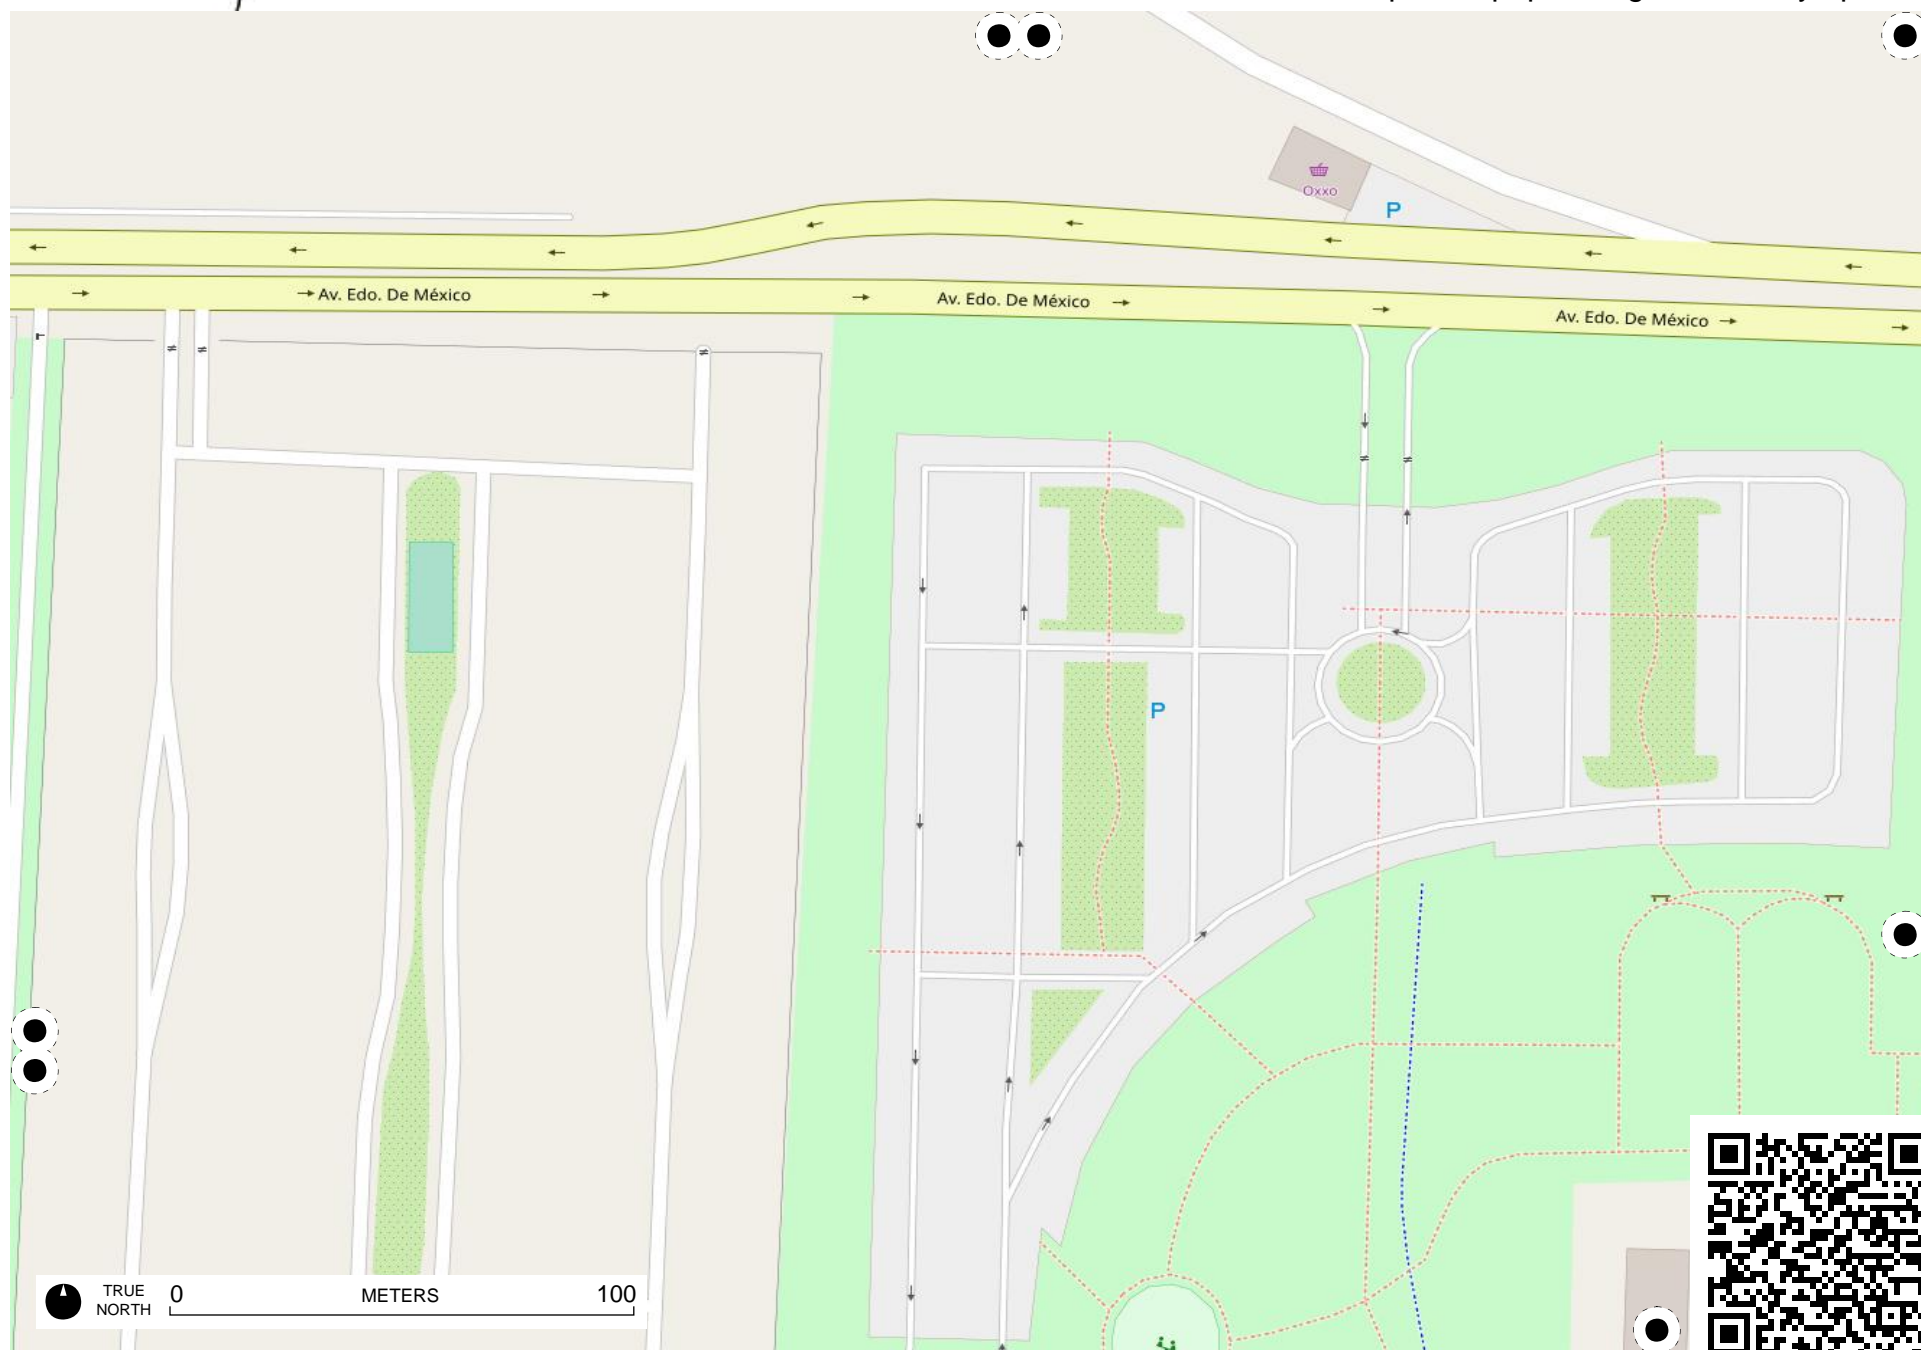 Oxxo
P
Av. Edo. De México
Av. Edo. De México
Av. Edo. De México
P
TRUE NORTH
0 METERS 100